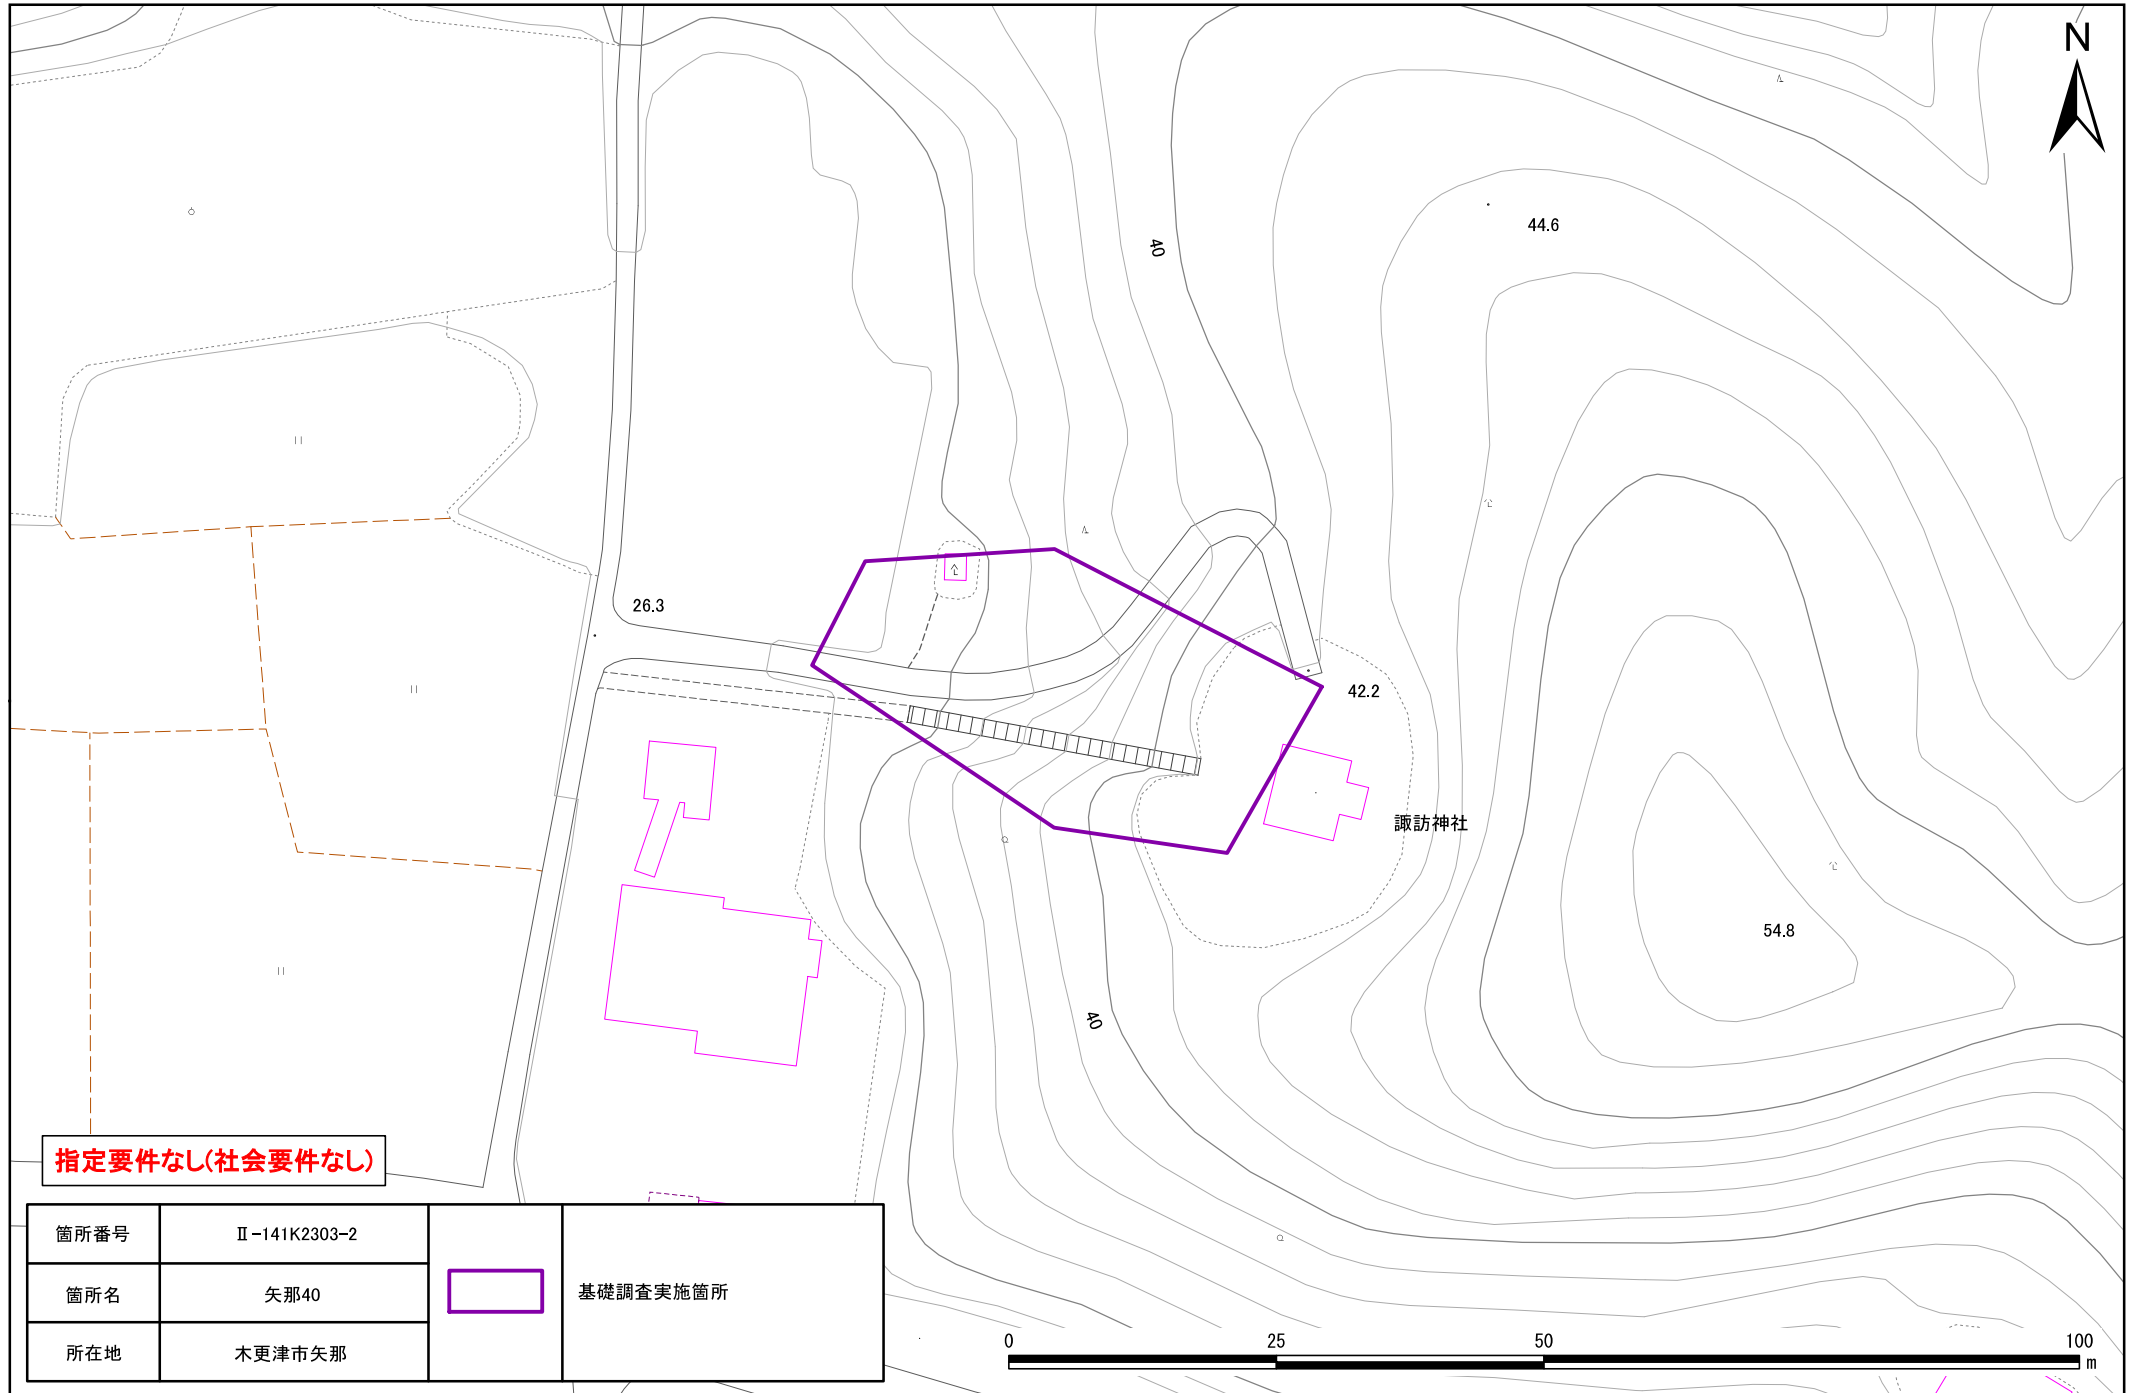 N
44.6
40
26.3
42.2
諏訪神社
54.8
40
指定要件なし(社会要件なし)
箇所番号 Ⅱ-141K2303-2
箇所名 矢那40
所在地 木更津市矢那
基礎調査実施箇所
0 25 50 100
m